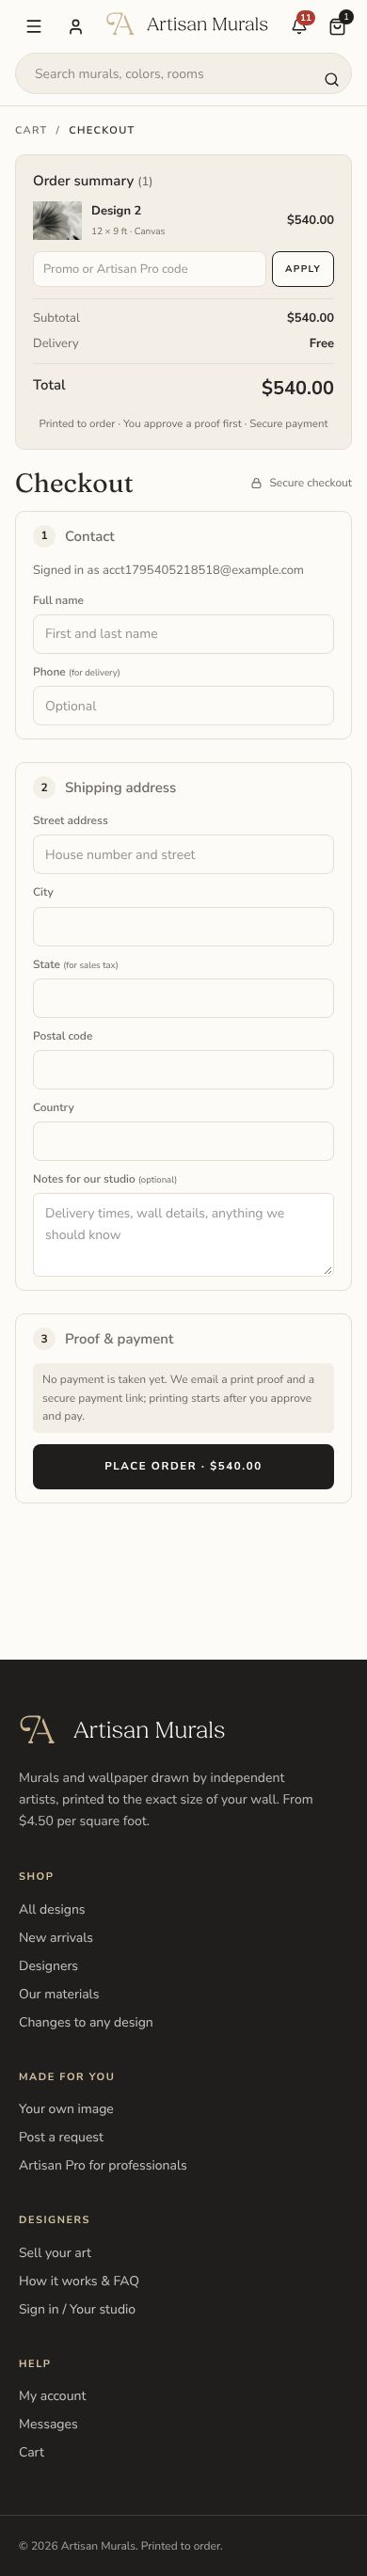 Artisan Murals
11
1
Search murals, colors, rooms
CART / CHECKOUT
Order summary (1)
Design 2
12 × 9 ft · Canvas
$540.00
Promo or Artisan Pro code
APPLY
Subtotal $540.00
Delivery Free
Total $540.00
Printed to order · You approve a proof first · Secure payment
Checkout
Secure checkout
1 Contact
Signed in as acct1795405218518@example.com
Full name
First and last name
Phone (for delivery)
Optional
2 Shipping address
Street address
House number and street
City
State (for sales tax)
Postal code
Country
Notes for our studio (optional)
Delivery times, wall details, anything we
should know
3 Proof & payment
No payment is taken yet. We email a print proof and a
secure payment link; printing starts after you approve
and pay.
PLACE ORDER · $540.00
Artisan Murals
Murals and wallpaper drawn by independent
artists, printed to the exact size of your wall. From
$4.50 per square foot.
SHOP
All designs
New arrivals
Designers
Our materials
Changes to any design
MADE FOR YOU
Your own image
Post a request
Artisan Pro for professionals
DESIGNERS
Sell your art
How it works & FAQ
Sign in / Your studio
HELP
My account
Messages
Cart
© 2026 Artisan Murals. Printed to order.